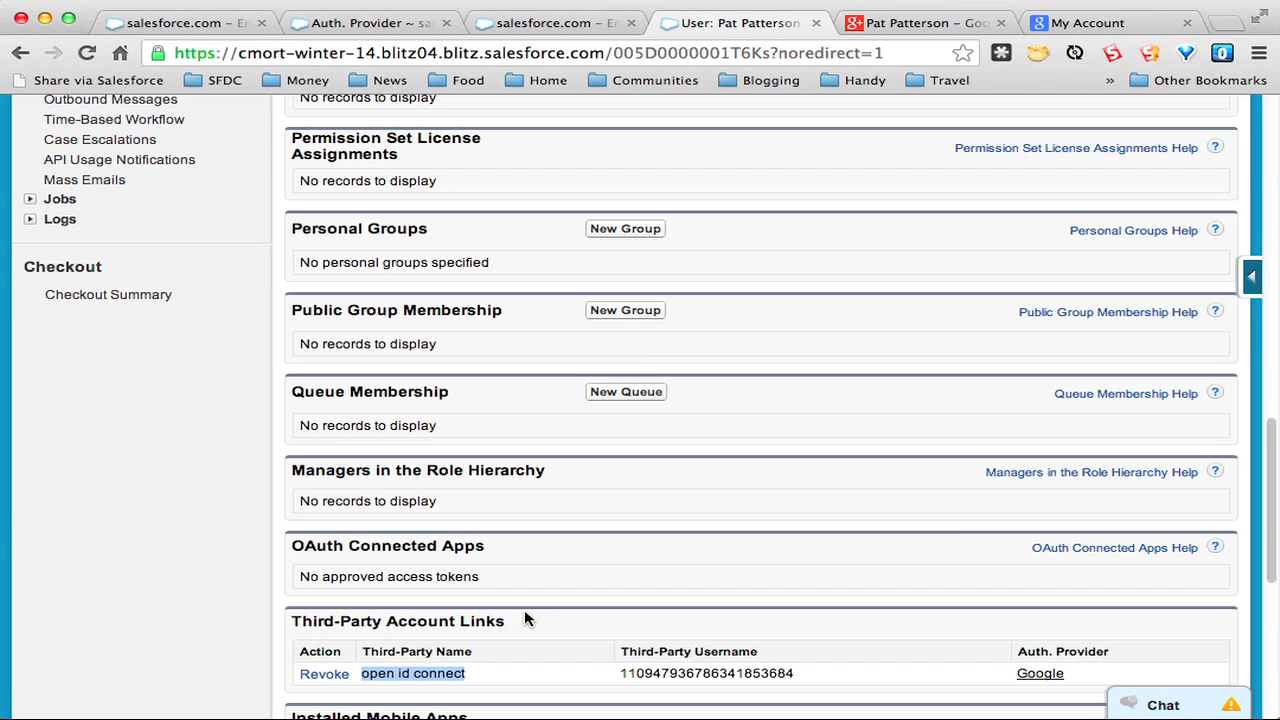 salesforce.com – Er
Auth. Provider ~ sa
salesforce.com – Er
User: Pat Patterson
Pat Patterson – Goo
My Account
https://cmort-winter-14.blitz04.blitz.salesforce.com/005D0000001T6Ks?noredirect=1
Share via Salesforce
SFDC
Money
News
Food
Home
Communities
Blogging
Handy
Travel
»
Other Bookmarks
Outbound Messages
Time-Based Workflow
Case Escalations
API Usage Notifications
Mass Emails
Jobs
Logs
Checkout
Checkout Summary
No records to display
Permission Set License
Assignments
Permission Set License Assignments Help ?
No records to display
Personal Groups
New Group
Personal Groups Help ?
No personal groups specified
Public Group Membership
New Group
Public Group Membership Help ?
No records to display
Queue Membership
New Queue
Queue Membership Help ?
No records to display
Managers in the Role Hierarchy
Managers in the Role Hierarchy Help ?
No records to display
OAuth Connected Apps
OAuth Connected Apps Help ?
No approved access tokens
Third-Party Account Links
Action Third-Party Name Third-Party Username Auth. Provider
Revoke open id connect 110947936786341853684 Google
Installed Mobile Apps
Chat